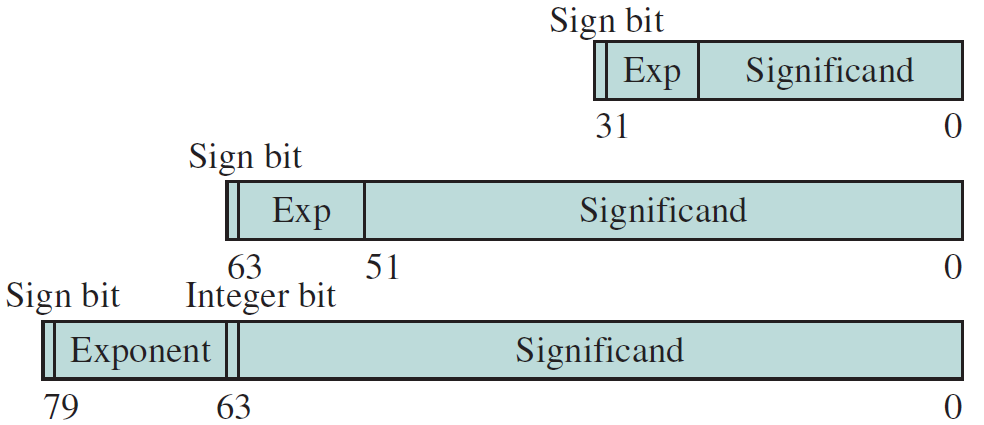 Sign bit
Exp Significand
31 0
Sign bit
Exp Significand
63 51 0
Sign bit Integer bit
Exponent Significand
79 63 0